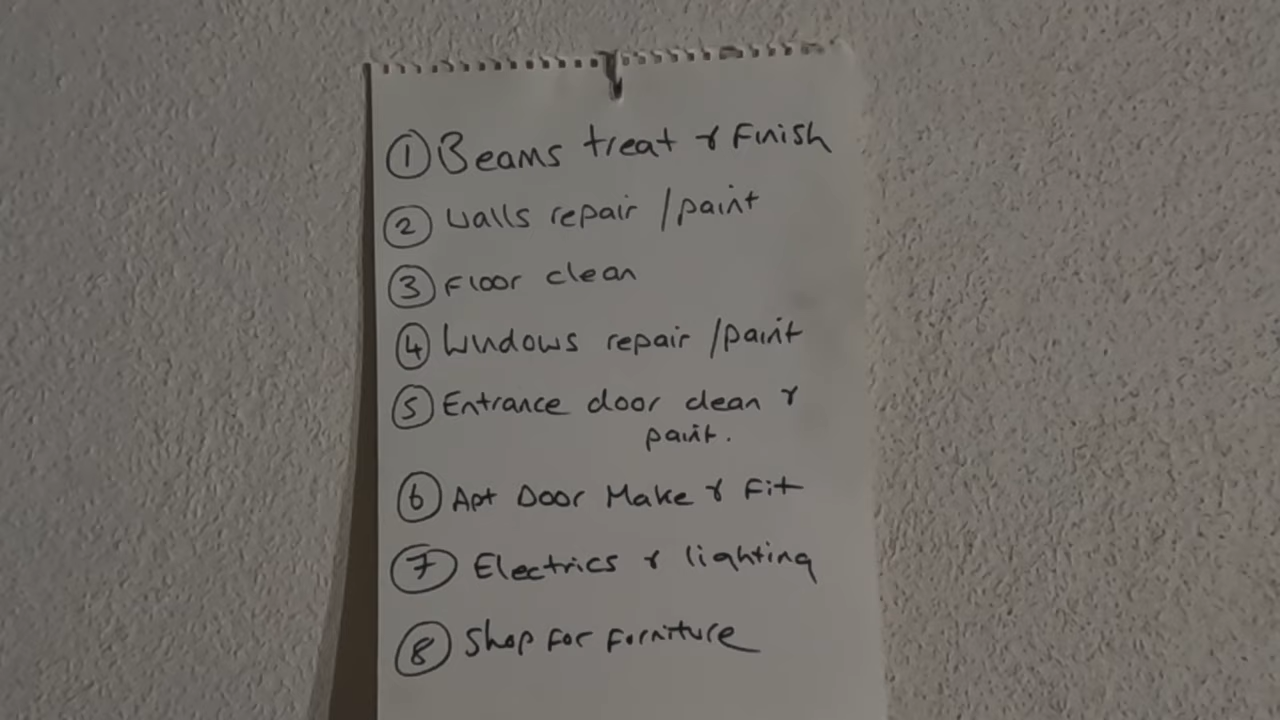 ① Beams treat & Finish
② Walls repair / paint
③ Floor clean
④ Windows repair / paint
⑤ Entrance door clean &
paint.
⑥ Apt Door Make & Fit
⑦ Electrics & lighting
⑧ Shop For Forniture